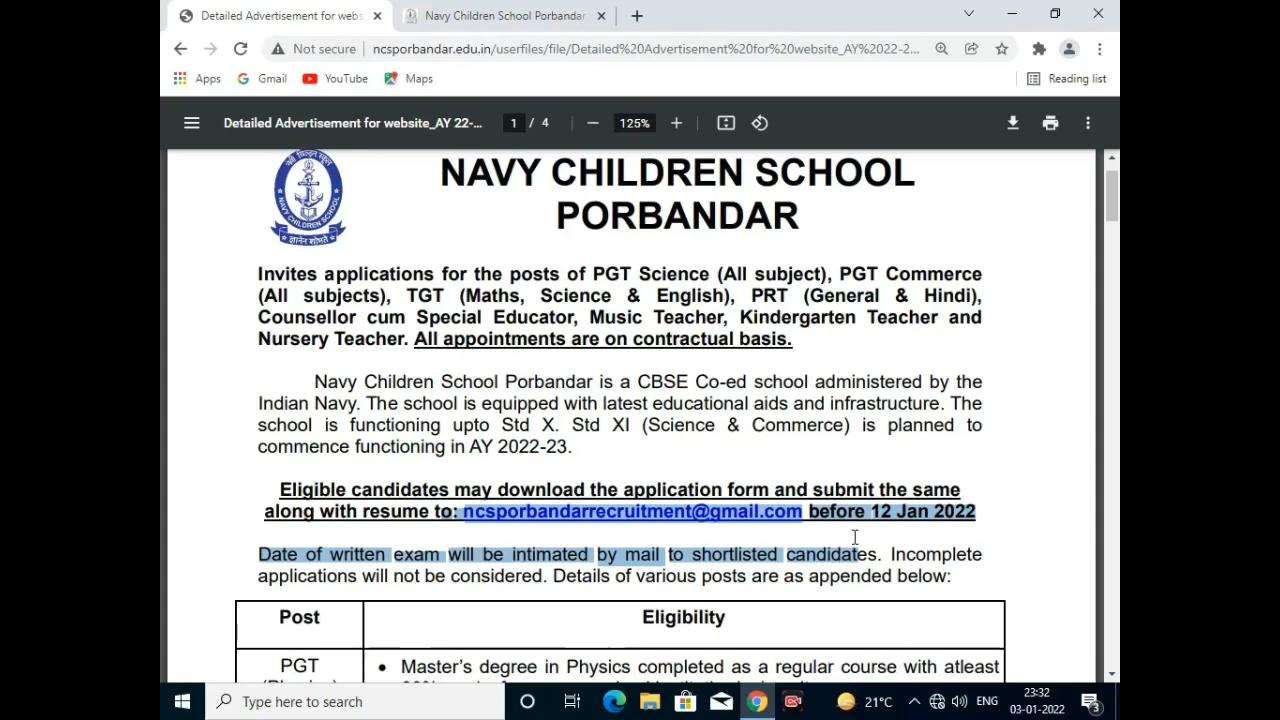 Detailed Advertisement for webs
Navy Children School Porbandar
Not secure
ncsporbandar.edu.in/userfiles/file/Detailed%20Advertisement%20for%20website_AY%2022-2...
Apps
Gmail
YouTube
Maps
Reading list
Detailed Advertisement for website_AY 22-...
1 / 4
125%
NAVY CHILDREN SCHOOL
PORBANDAR
NAVY CHILDREN SCHOOL
Invites applications for the posts of PGT Science (All subject), PGT Commerce
(All subjects), TGT (Maths, Science & English), PRT (General & Hindi),
Counsellor cum Special Educator, Music Teacher, Kindergarten Teacher and
Nursery Teacher. All appointments are on contractual basis.
Navy Children School Porbandar is a CBSE Co-ed school administered by the
Indian Navy. The school is equipped with latest educational aids and infrastructure. The
school is functioning upto Std X. Std XI (Science & Commerce) is planned to
commence functioning in AY 2022-23.
Eligible candidates may download the application form and submit the same
along with resume to: ncsporbandarrecruitment@gmail.com before 12 Jan 2022
Date of written exam will be intimated by mail to shortlisted candidates. Incomplete
applications will not be considered. Details of various posts are as appended below:
Post
Eligibility
PGT
• Master's degree in Physics completed as a regular course with atleast
Type here to search
21°C
ENG
23:32
03-01-2022
3